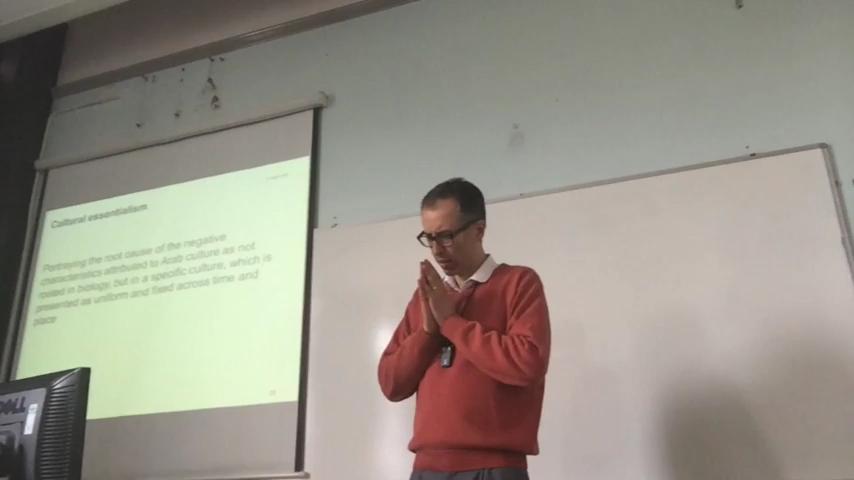 Cultural essentialism
Portraying the root cause of the negative
characteristics attributed to Arab culture as not
rooted in biology, but in a specific culture, which is
presented as uniform and fixed across time and
place
DELL